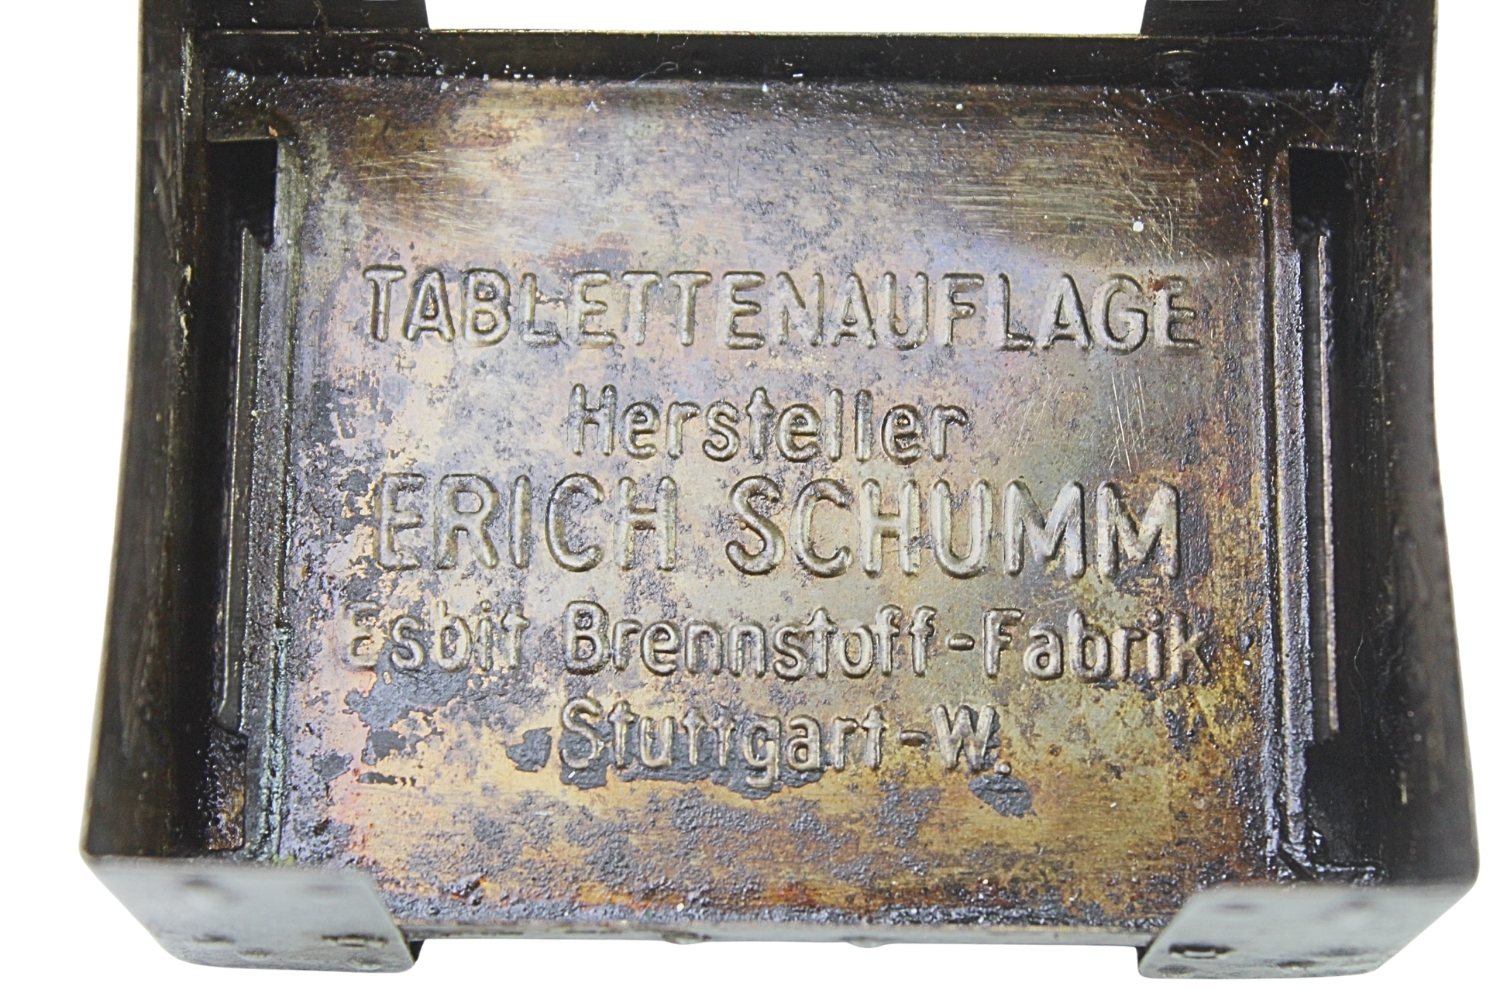 TABLETTENAUFLAGE
Hersteller
ERICH SCHUMM
Esbit Brennstoff-Fabrik
Stuttgart-W.